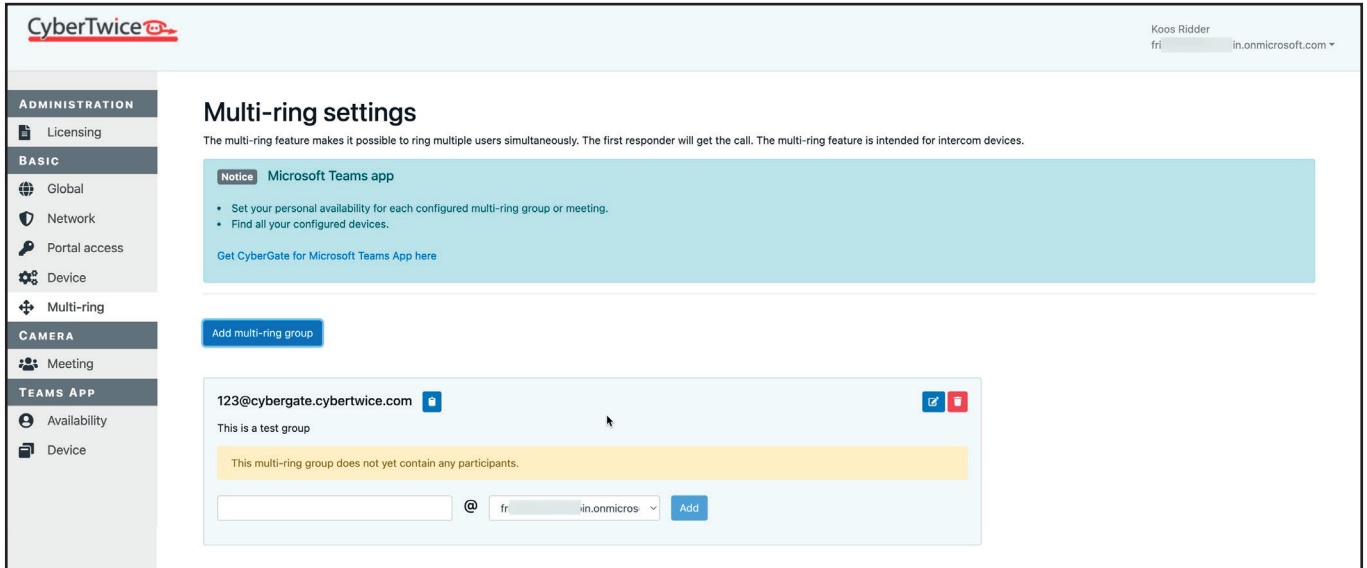 CyberTwice
Koos Ridder
fri in.onmicrosoft.com
ADMINISTRATION
Licensing
BASIC
Global
Network
Portal access
Device
Multi-ring
CAMERA
Meeting
TEAMS APP
Availability
Device
Multi-ring settings
The multi-ring feature makes it possible to ring multiple users simultaneously. The first responder will get the call. The multi-ring feature is intended for intercom devices.
Notice Microsoft Teams app
• Set your personal availability for each configured multi-ring group or meeting.
• Find all your configured devices.
Get CyberGate for Microsoft Teams App here
Add multi-ring group
123@cybergate.cybertwice.com
This is a test group
This multi-ring group does not yet contain any participants.
@ fr in.onmicros Add